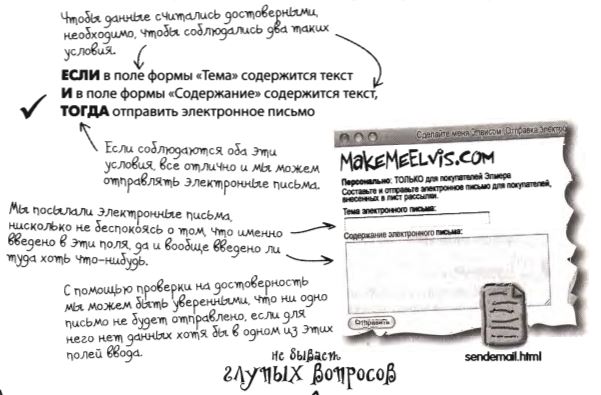 Чтобы данные считались достоверными,
необходимо, чтобы соблюдались два таких
условия.
ЕСЛИ в поле формы «Тема» содержится текст
И в поле формы «Содержание» содержится текст,
ТОГДА отправить электронное письмо
Если соблюдаются оба эти
условия, все отлично и мы можем
отправлять электронные письма.
Сделайте меня Элвисом: Отправка электро
MakeMeElvis.com
Персонально: ТОЛЬКО для покупателей Элмера
Составьте и отправьте электронное письмо для покупателей,
внесенных в лист рассылки.
Тема электронного письма:
Содержание электронного письма:
Отправить
sendemail.html
Мы посылали электронные письма,
нисколько не беспокоясь о том, что именно
введено в эти поля, да и вообще введено ли
туда хоть что-нибудь.
С помощью проверки на достоверность
мы можем быть уверенными, что ни одно
письмо не будет отправлено, если для
него нет данных хотя бы в одном из этих
полей ввода.
Не бывает
глупых вопросов